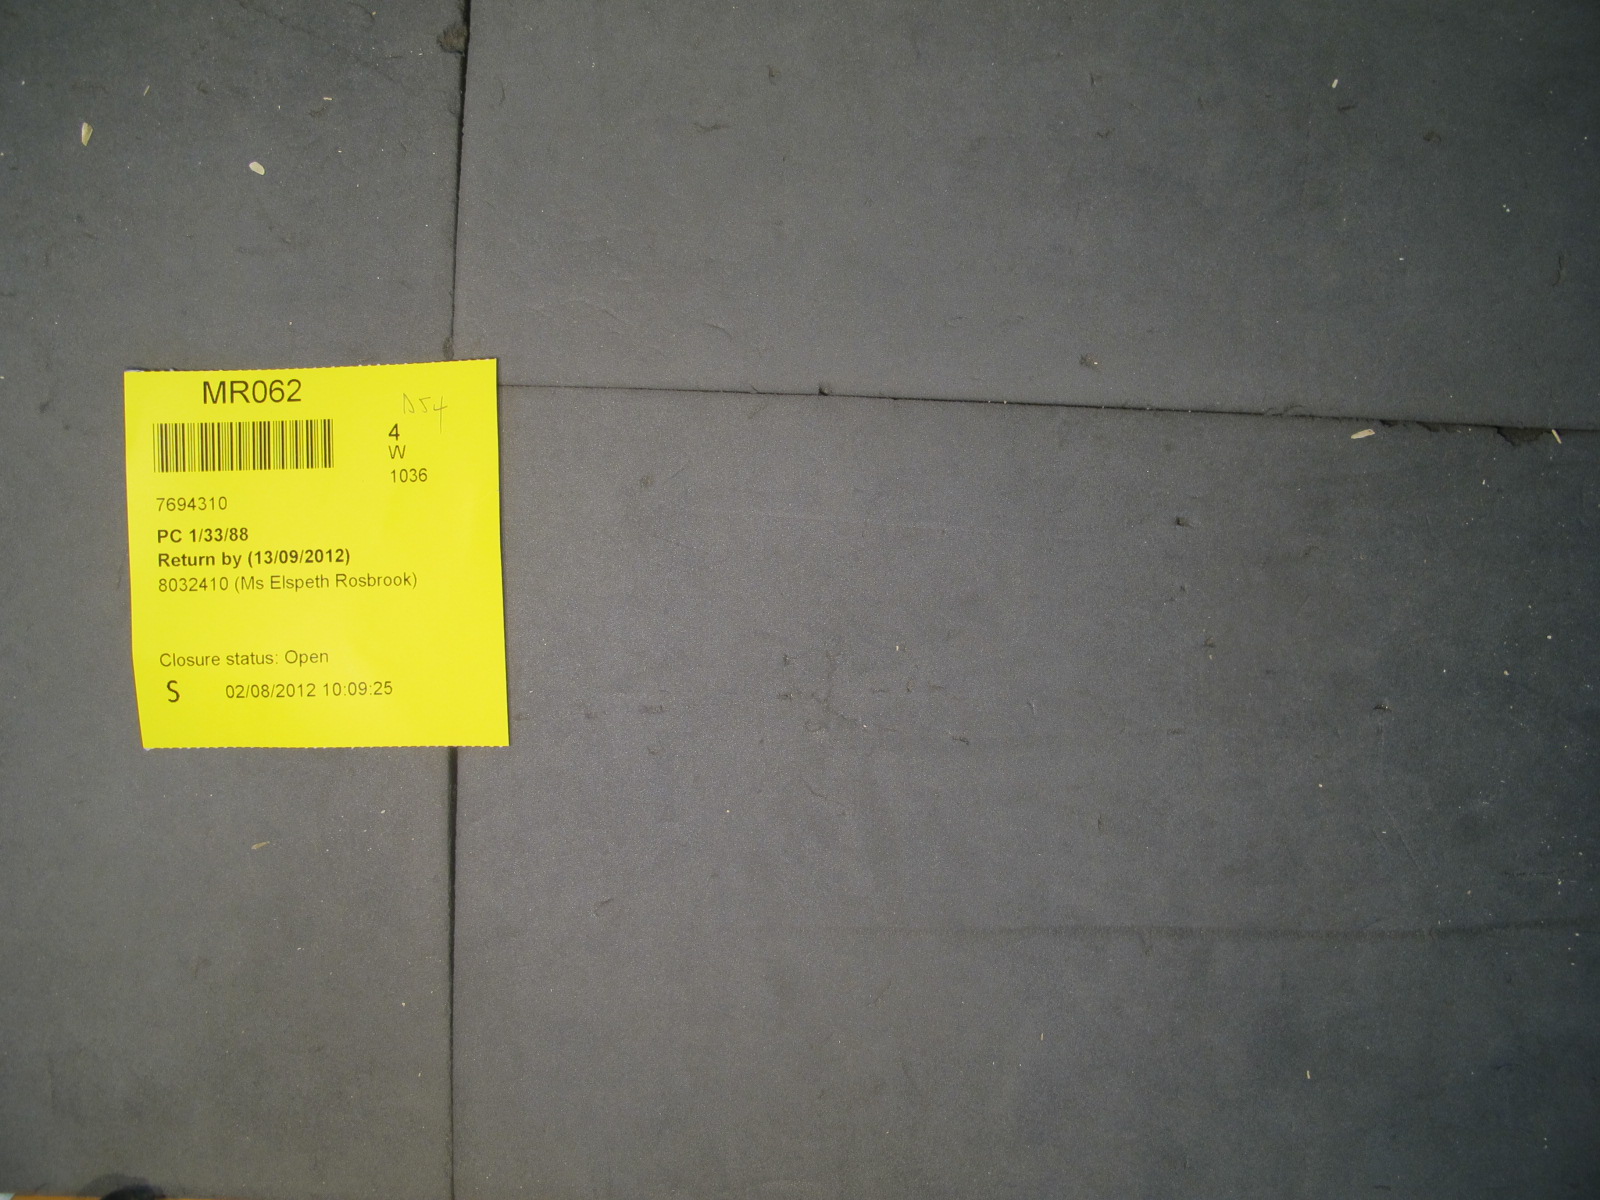 MR062
D54
4
W
1036
7694310
PC 1/33/88
Return by (13/09/2012)
8032410 (Ms Elspeth Rosbrook)
Closure status: Open
S 02/08/2012 10:09:25